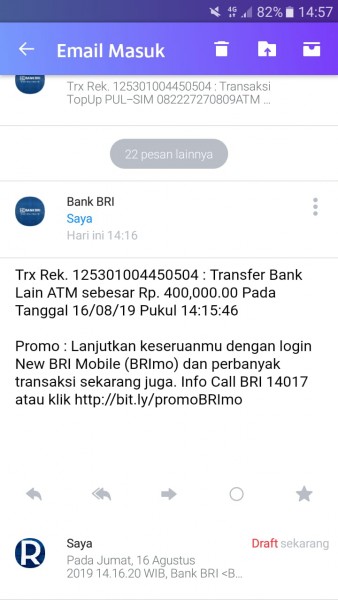 4G 82% 14:57
Email Masuk
Trx Rek. 125301004450504 : Transaksi
TopUp PUL-SIM 082227270809ATM ...
22 pesan lainnya
Bank BRI
Saya
Hari ini 14:16
Trx Rek. 125301004450504 : Transfer Bank
Lain ATM sebesar Rp. 400,000.00 Pada
Tanggal 16/08/19 Pukul 14:15:46
Promo : Lanjutkan keseruanmu dengan login
New BRI Mobile (BRImo) dan perbanyak
transaksi sekarang juga. Info Call BRI 14017
atau klik http://bit.ly/promoBRImo
R
Saya
Draft sekarang
Pada Jumat, 16 Agustus
2019 14.16.20 WIB, Bank BRI <B...